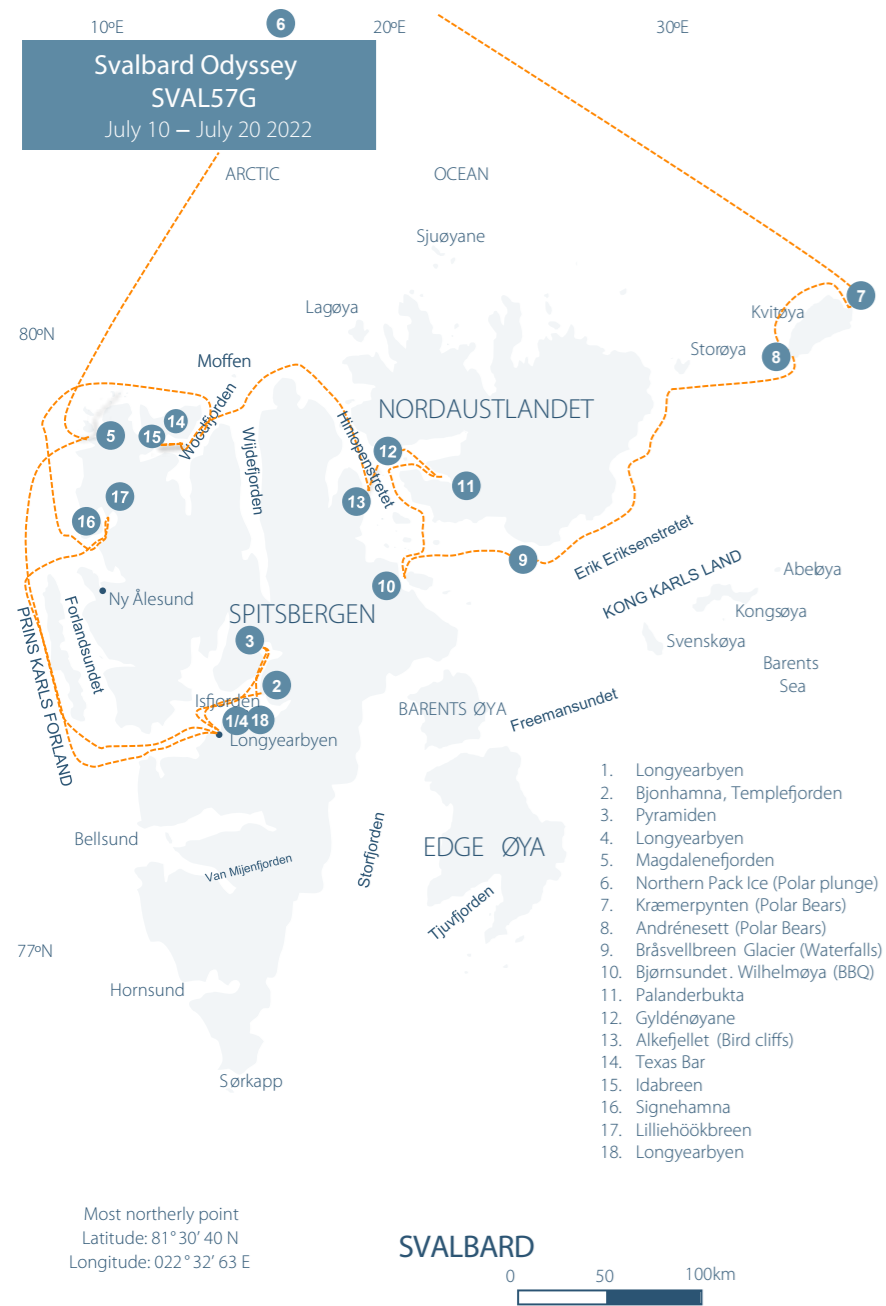 10ºE
6
20ºE
30ºE
Svalbard Odyssey
SVAL57G
July 10 – July 20 2022
ARCTIC
OCEAN
Sjuøyane
7
Lagøya
Kvitøya
80ºN
Storøya
8
Moffen
Woodfjorden
NORDAUSTLANDET
14
5
15
Wijdefjorden
Hinlopenstretet
12
11
17
13
16
9
Erik Eriksenstretet
10
Abeløya
KONG KARLS LAND
Ny Ålesund
Kongsøya
SPITSBERGEN
Forlandsundet
PRINS KARLS FORLAND
3
Svenskøya
Barents
Sea
2
Isfjorden
BARENTS ØYA
Freemansundet
1/4
18
Longyearbyen
Bellsund
Van Mijenfjorden
Storfjorden
EDGE ØYA
Tjuvfjorden
77ºN
Hornsund
Sørkapp
1. Longyearbyen
2. Bjonhamna, Templefjorden
3. Pyramiden
4. Longyearbyen
5. Magdalenefjorden
6. Northern Pack Ice (Polar plunge)
7. Kræmerpynten (Polar Bears)
8. Andrénesett (Polar Bears)
9. Bråsvellbreen Glacier (Waterfalls)
10. Bjørnsundet. Wilhelmøya (BBQ)
11. Palanderbukta
12. Gyldénøyane
13. Alkefjellet (Bird cliffs)
14. Texas Bar
15. Idabreen
16. Signehamna
17. Lilliehöökbreen
18. Longyearbyen
Most northerly point
Latitude: 81° 30’ 40 N
Longitude: 022° 32’ 63 E
SVALBARD
0 50 100km